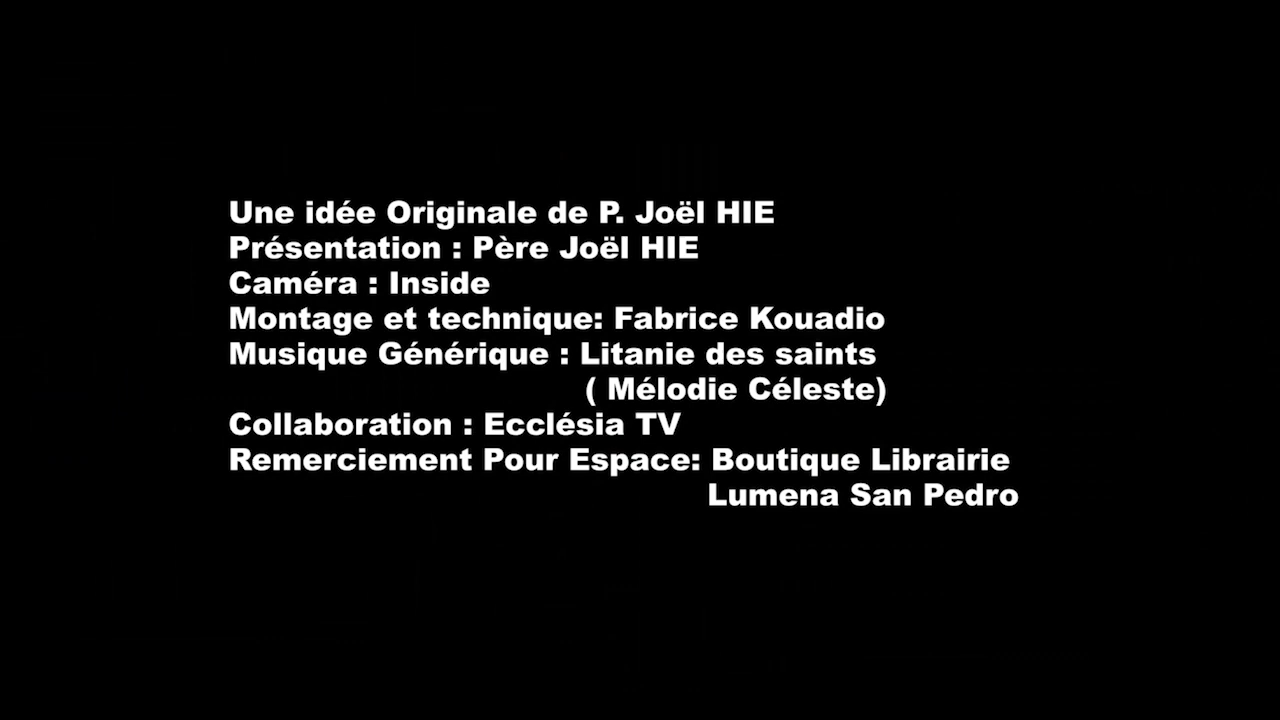 Une idée Originale de P. Joël HIE
Présentation : Père Joël HIE
Caméra : Inside
Montage et technique: Fabrice Kouadio
Musique Générique : Litanie des saints
( Mélodie Céleste)
Collaboration : Ecclésia TV
Remerciement Pour Espace: Boutique Librairie
Lumena San Pedro